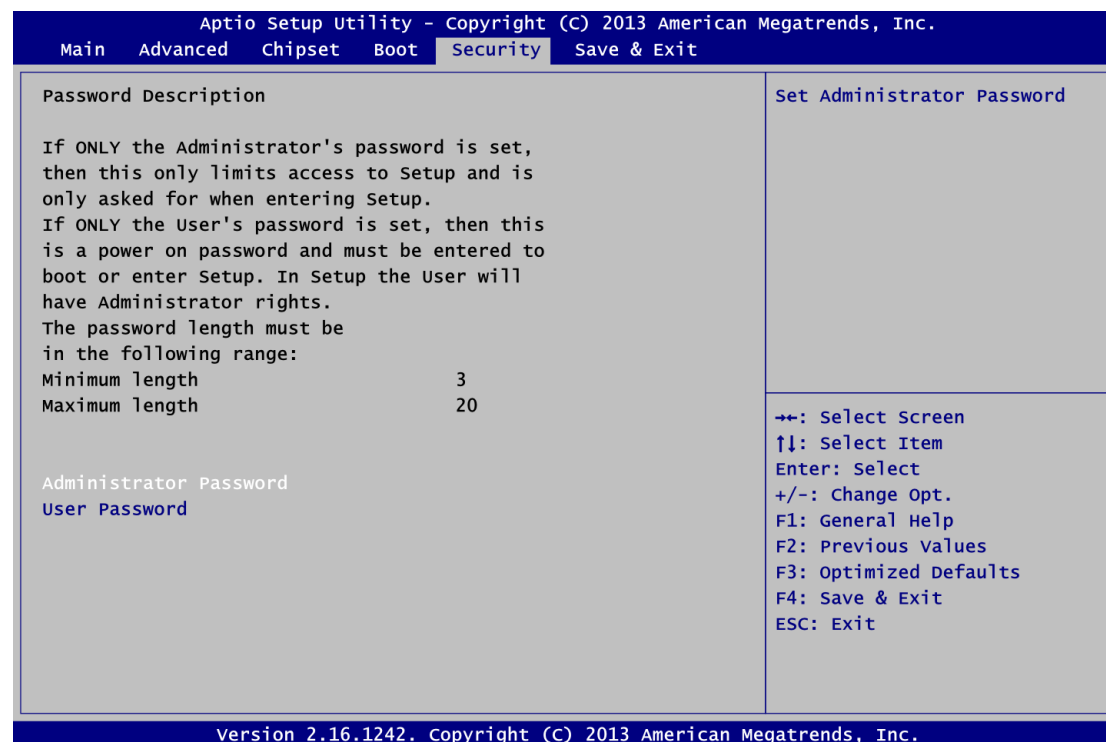 Aptio Setup Utility – Copyright (C) 2013 American Megatrends, Inc.
Main Advanced Chipset Boot Security Save & Exit
Password Description
If ONLY the Administrator's password is set,
then this only limits access to Setup and is
only asked for when entering Setup.
If ONLY the User's password is set, then this
is a power on password and must be entered to
boot or enter Setup. In Setup the User will
have Administrator rights.
The password length must be
in the following range:
Minimum length 3
Maximum length 20
Administrator Password
User Password
Set Administrator Password
→←: Select Screen
↑↓: Select Item
Enter: Select
+/-: Change Opt.
F1: General Help
F2: Previous Values
F3: Optimized Defaults
F4: Save & Exit
ESC: Exit
Version 2.16.1242. Copyright (C) 2013 American Megatrends, Inc.